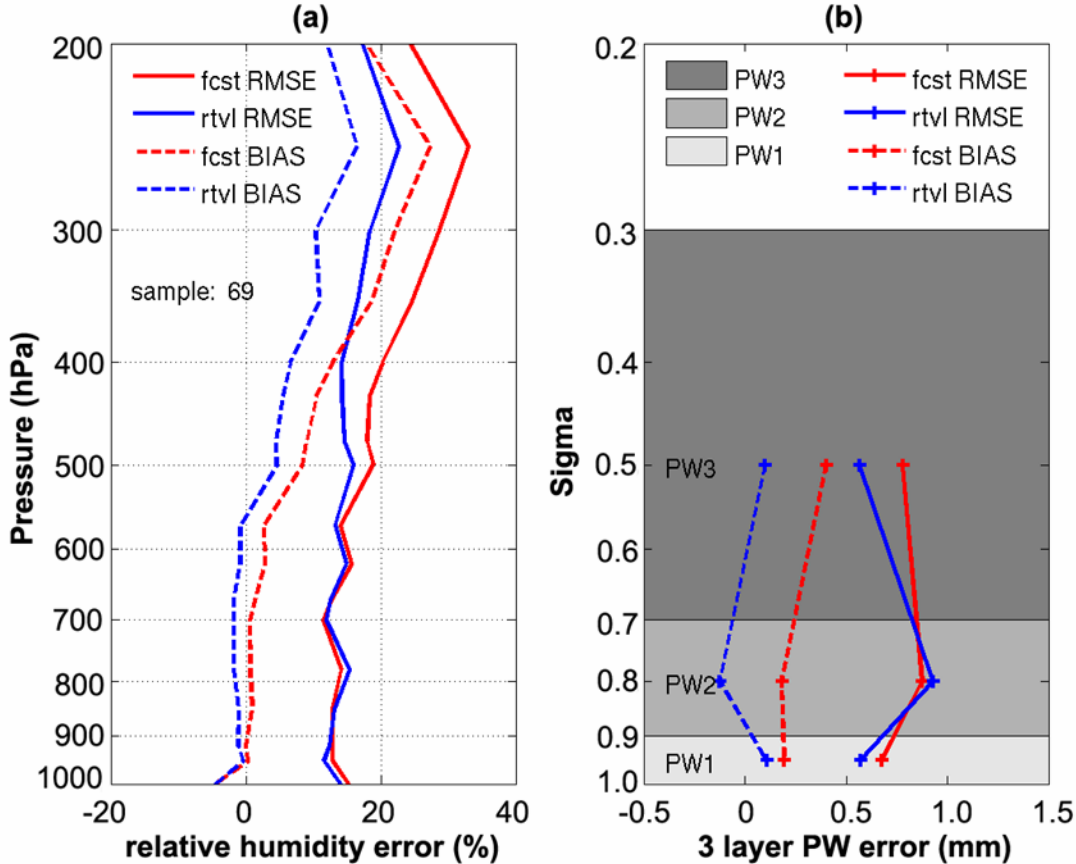 (a)
200
300
400
500
600
700
800
900
1000
Pressure (hPa)
fcst RMSE
rtvl RMSE
fcst BIAS
rtvl BIAS
sample: 69
-20
0
20
40
relative humidity error (%)
(b)
0.2
0.3
0.4
0.5
0.6
0.7
0.8
0.9
1.0
Sigma
PW3
PW2
PW1
fcst RMSE
rtvl RMSE
fcst BIAS
rtvl BIAS
PW3
PW2
PW1
-0.5
0
0.5
1
1.5
3 layer PW error (mm)